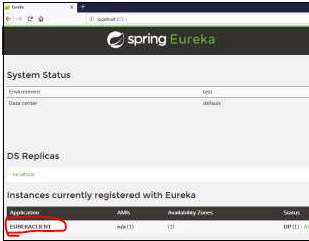 Eureka
localhost:8761
spring Eureka
System Status
Environment test
Data center default
DS Replicas
localhost
Instances currently registered with Eureka
Application AMIs Availability Zones Status
EUREKACLIENT n/a (1) (1) UP (1) -